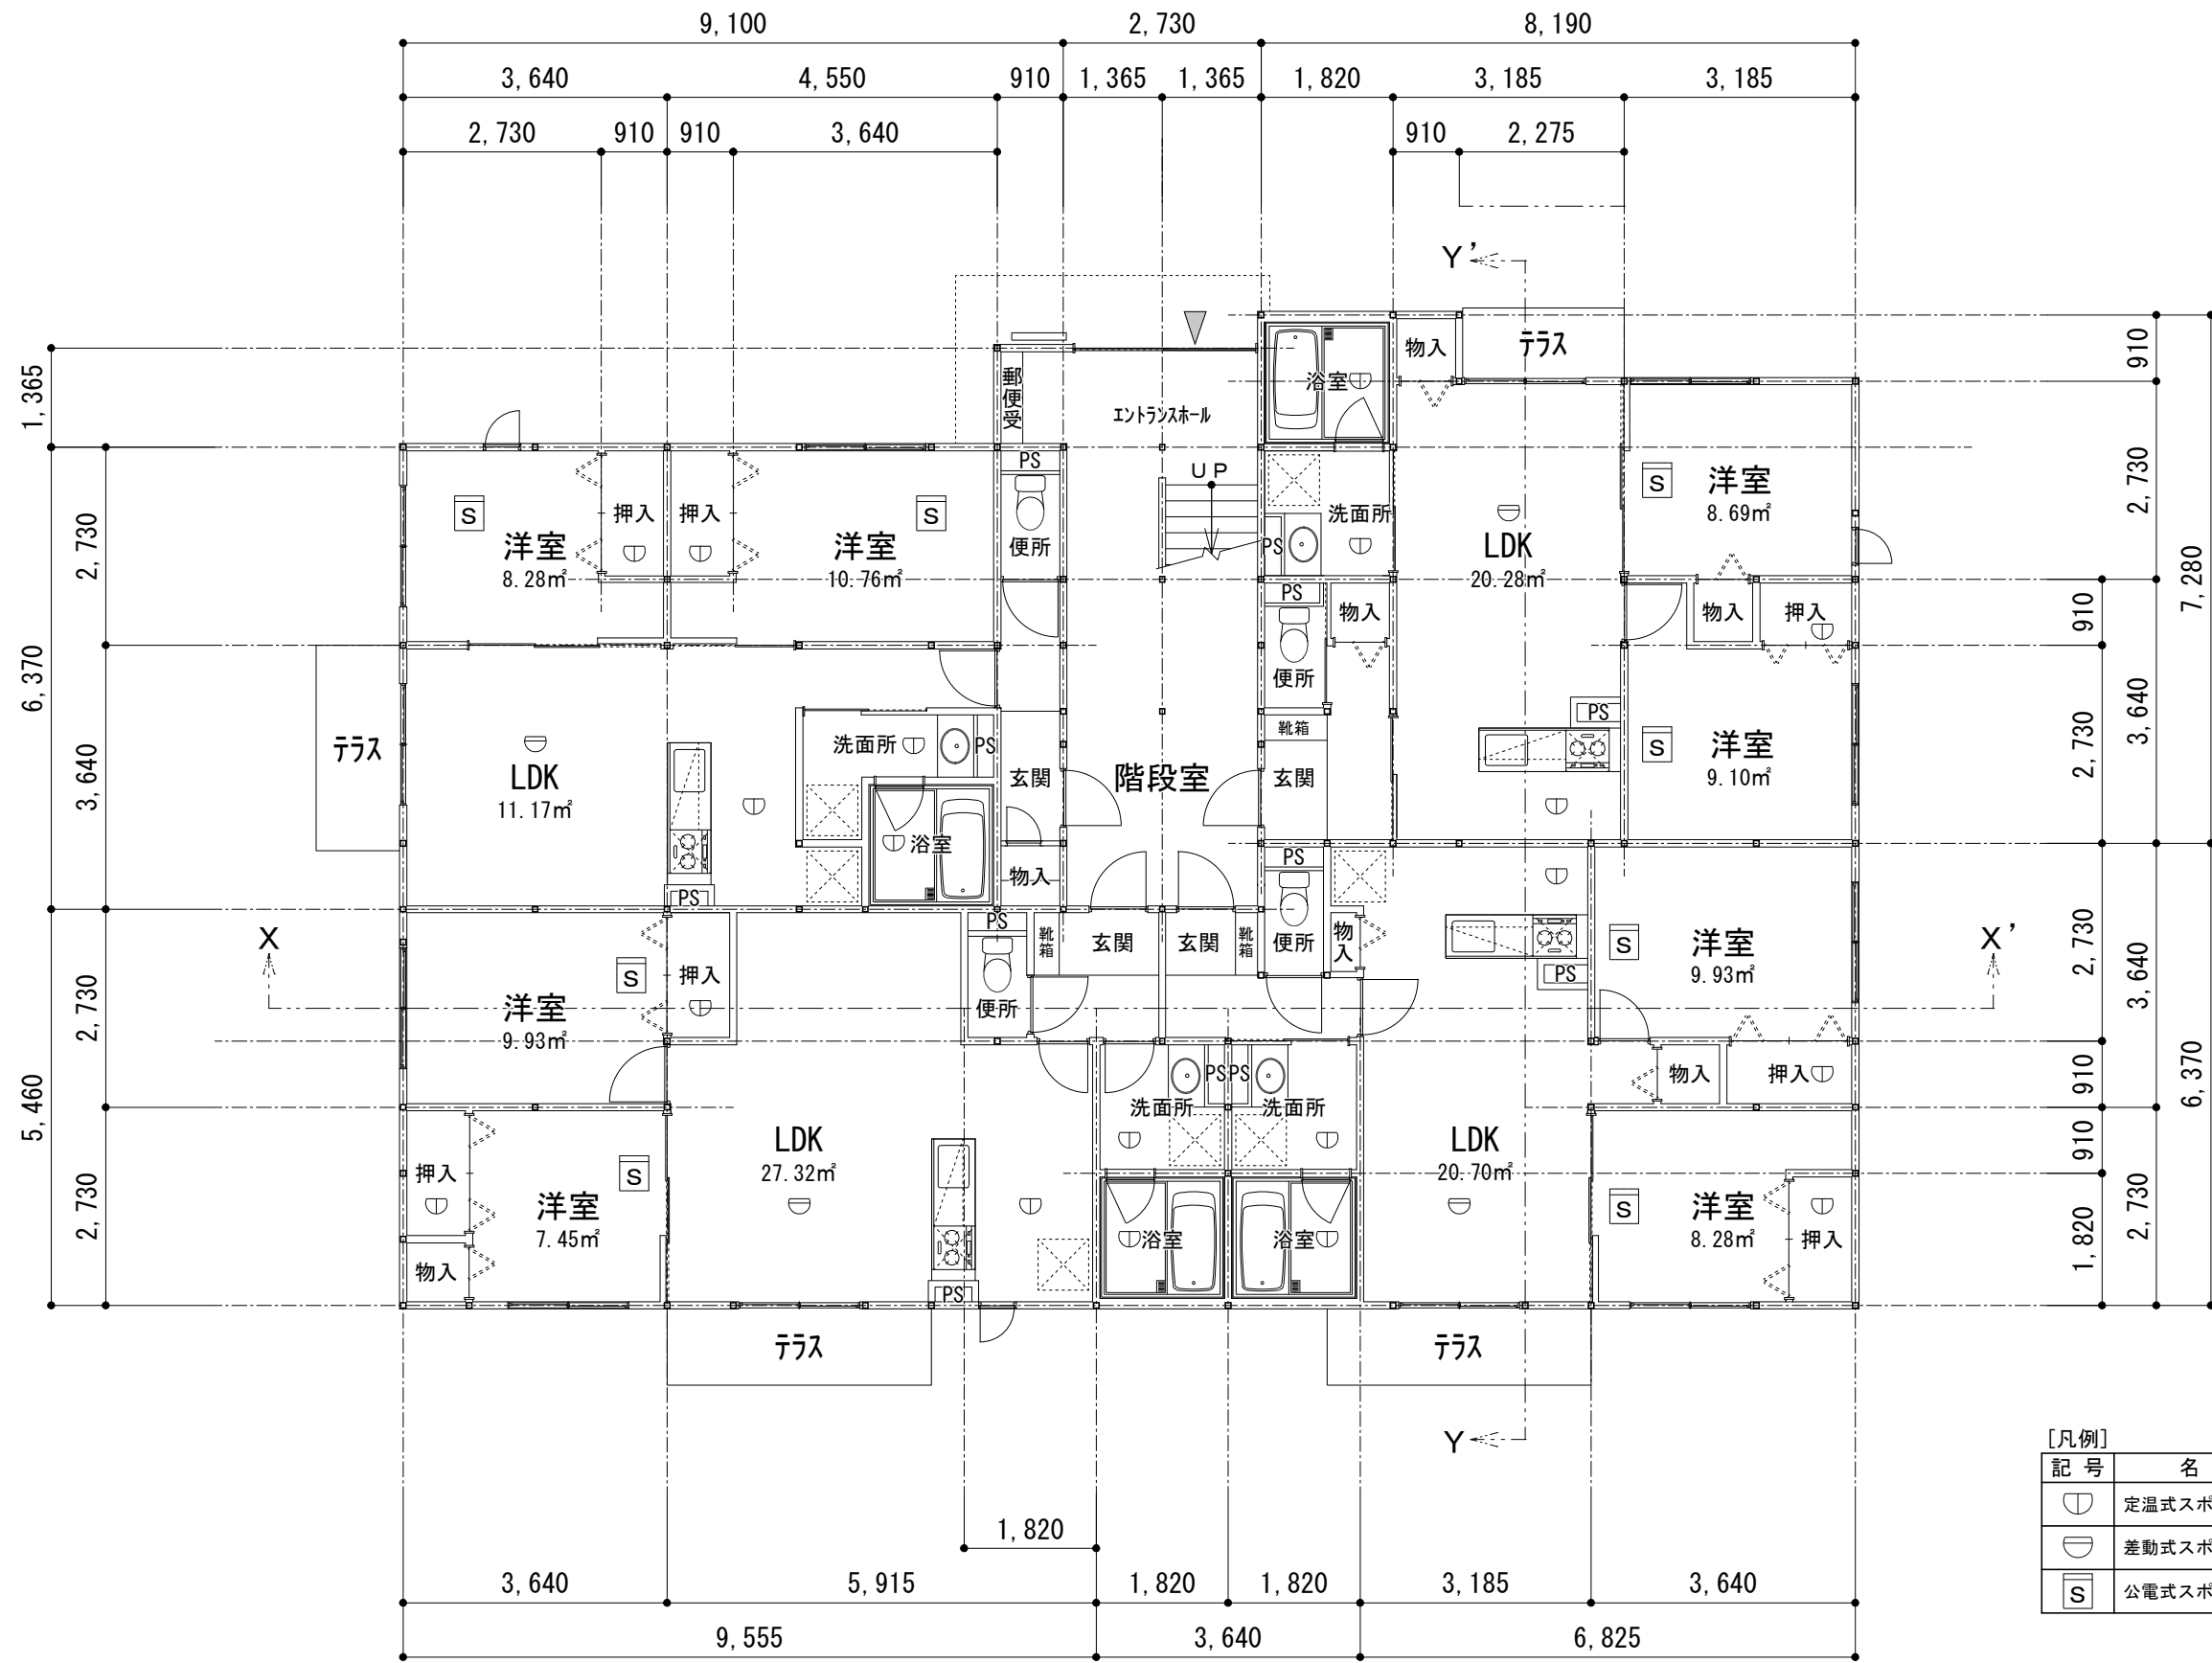 9,100
2,730
8,190
3,640
4,550
910
1,365
1,365
1,820
3,185
3,185
2,730
910
910
3,640
910
2,275
Y'
1,365
6,370
5,460
2,730
3,640
2,730
2,730
郵便受
エントランスホール
UP
浴室
物入
テラス
洋室
8.69㎡
洋室
8.28㎡
押入
押入
洋室
10.76㎡
PS
便所
洗面所
PS
LDK
20.28㎡
PS
物入
便所
物入
押入
靴箱
玄関
PS
洋室
9.10㎡
テラス
LDK
11.17㎡
洗面所
PS
玄関
階段室
浴室
物入
PS
PS
便所
物入
洋室
9.93㎡
PS
X
X'
洋室
9.93㎡
押入
PS
便所
靴箱
玄関
玄関
靴箱
物入
押入
洗面所
PS
PS
洗面所
LDK
27.32㎡
LDK
20.70㎡
洋室
8.28㎡
押入
押入
物入
洋室
7.45㎡
PS
浴室
浴室
テラス
テラス
Y
910
2,730
7,280
910
2,730
3,640
2,730
3,640
910
6,370
910
1,820
2,730
1,820
3,640
5,915
1,820
1,820
3,185
3,640
9,555
3,640
6,825
[凡例]
記号 名
定温式スポ
差動式スポ
S 公電式スポ
S
S
S
S
S
S
S
S